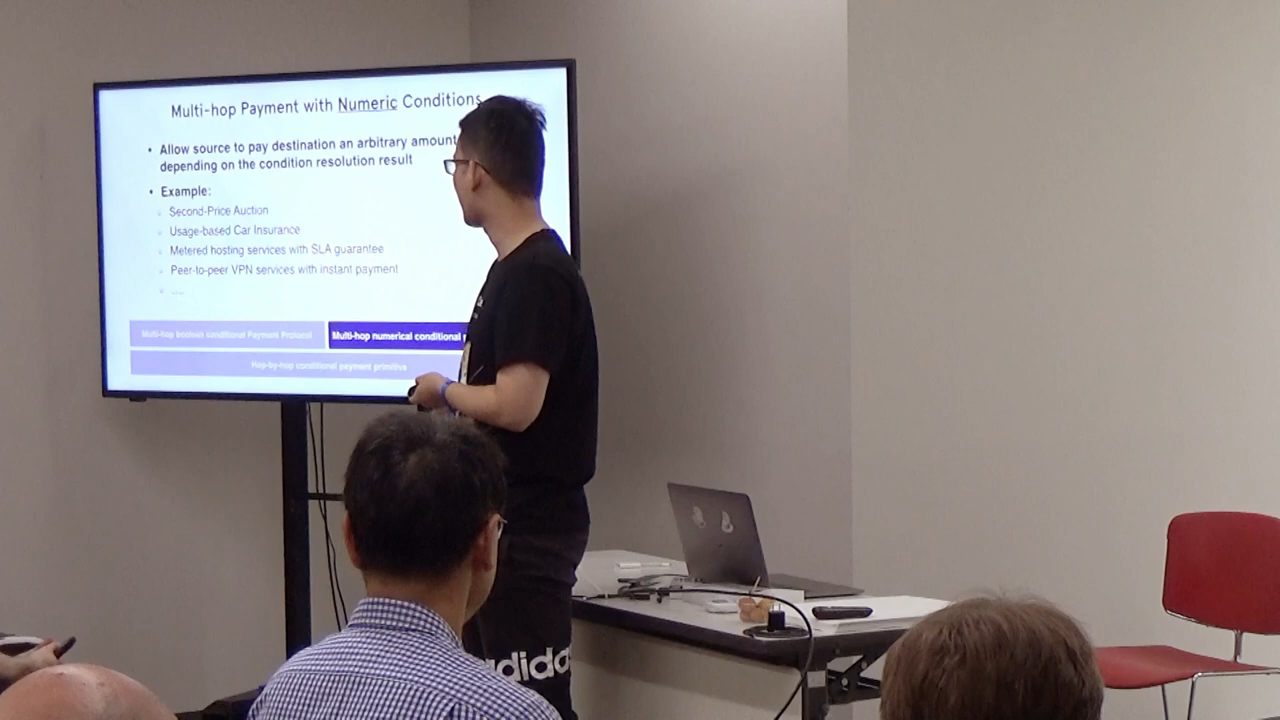 Multi-hop Payment with Numeric Conditions
• Allow source to pay destination an arbitrary amount
depending on the condition resolution result
• Example:
Second-Price Auction
Usage-based Car Insurance
Metered hosting services with SLA guarantee
Peer-to-peer VPN services with instant payment
.....
Multi-hop boolean conditional Payment Protocol
Multi-hop numerical conditional
Hop-by-hop conditional payment primitive
adidas